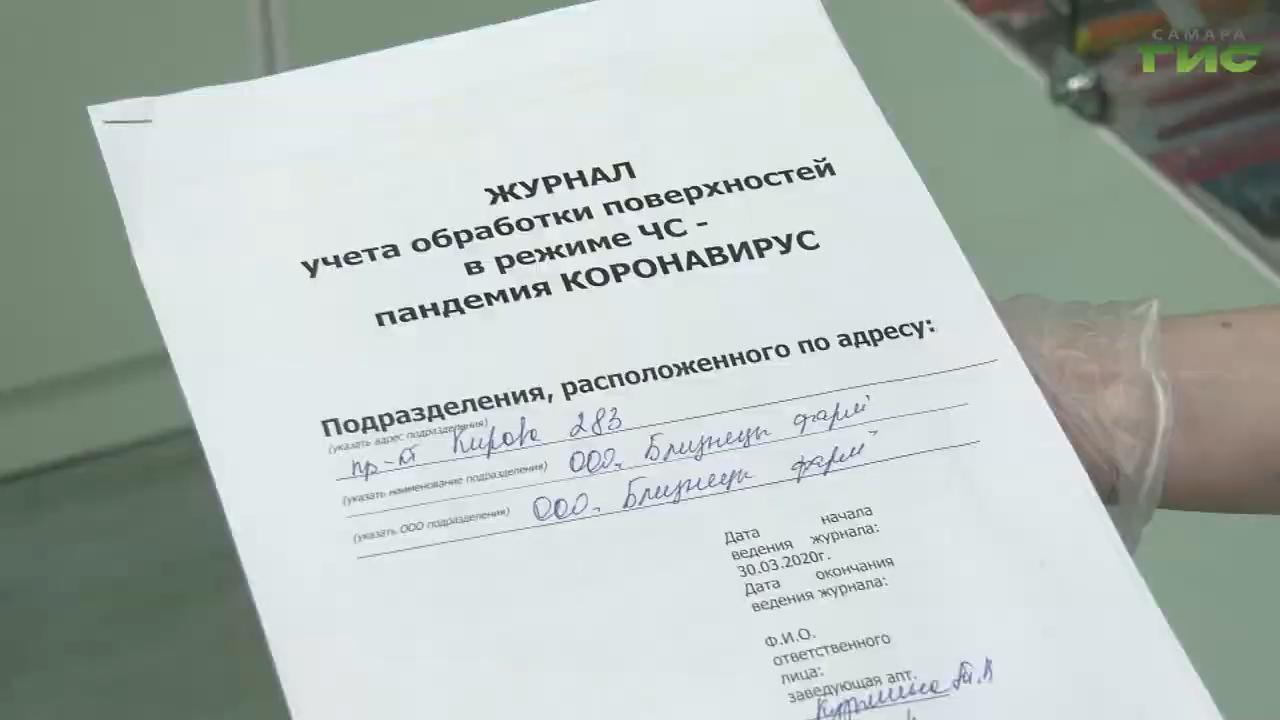 САМАРА
ГИС
ЖУРНАЛ
учета обработки поверхностей
в режиме ЧС -
пандемия КОРОНАВИРУС
Подразделения, расположенного по адресу:
(указать адрес подразделения)
пр-кт Кирова 283
(указать наименование подразделения) ООО „Близнецы фарм"
(указать ООО подразделения) ООО „Близнецы фарм"
Дата начала
ведения журнала:
30.03.2020г.
Дата окончания
ведения журнала:
Ф.И.О.
ответственного
лица:
заведующая апт.